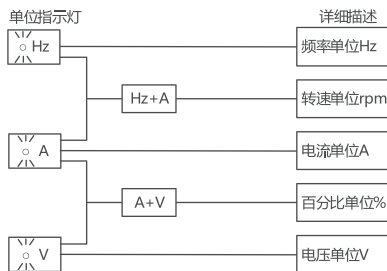 单位指示灯 详细描述
Hz 频率单位Hz
Hz+A 转速单位rpm
A 电流单位A
A+V 百分比单位%
V 电压单位V